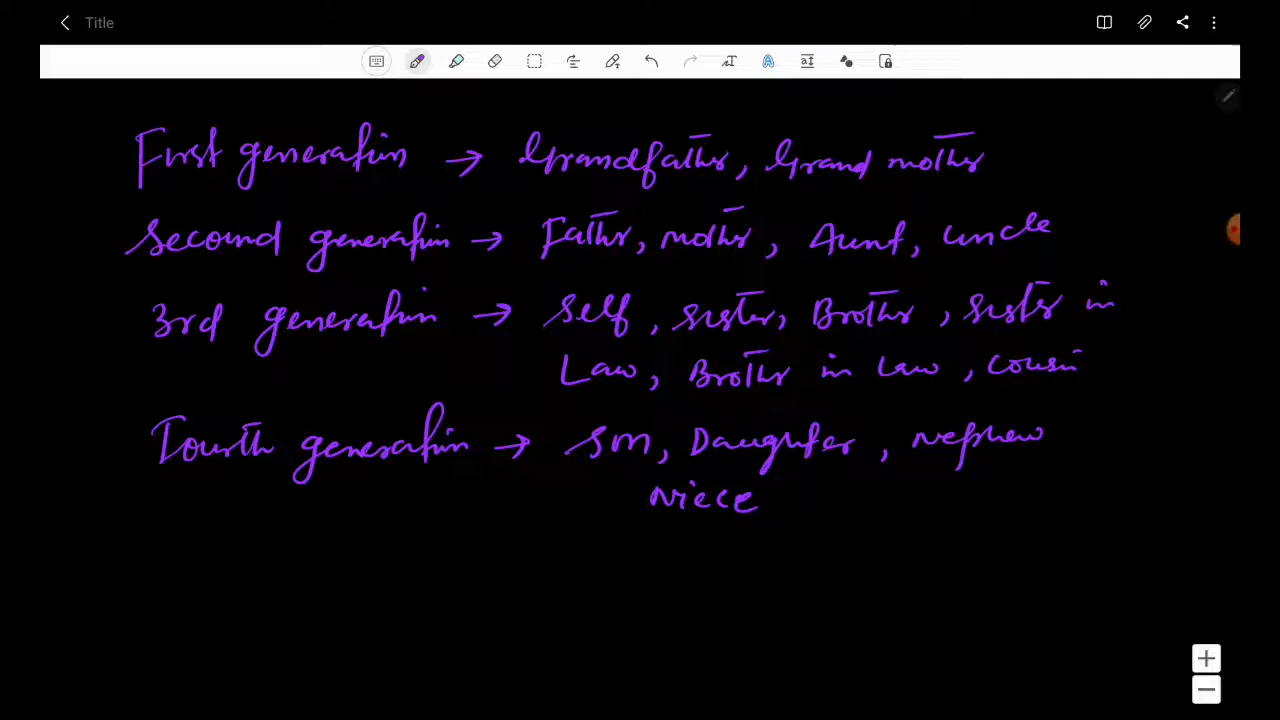 Title
First generation → Grandfather, Grand mother
Second generation → Father, mother, Aunt, uncle
3rd generation → Self, sister, Brother, sister in
Law, Brother in law, cousin
Fourth generation → son, Daughter, nephew
niece